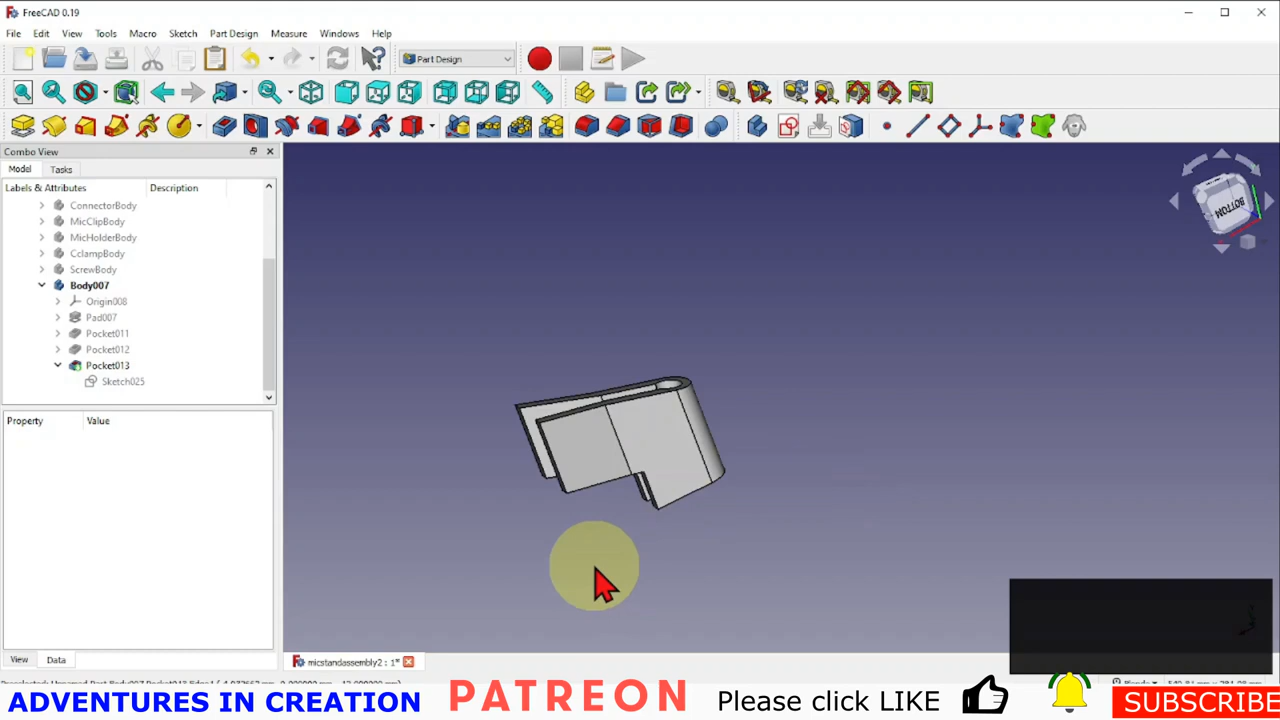 FreeCAD 0.19
File Edit View Tools Macro Sketch Part Design Measure Windows Help
Part Design
Combo View
Model Tasks
Labels & Attributes Description
ConnectorBody
MicClipBody
MicHolderBody
CclampBody
ScrewBody
Body007
Origin008
Pad007
Pocket011
Pocket012
Pocket013
Sketch025
Property Value
BOTTOM
View Data
micstandassembly2 : 1*
ADVENTURES IN CREATION PATREON Please click LIKE SUBSCRIBE